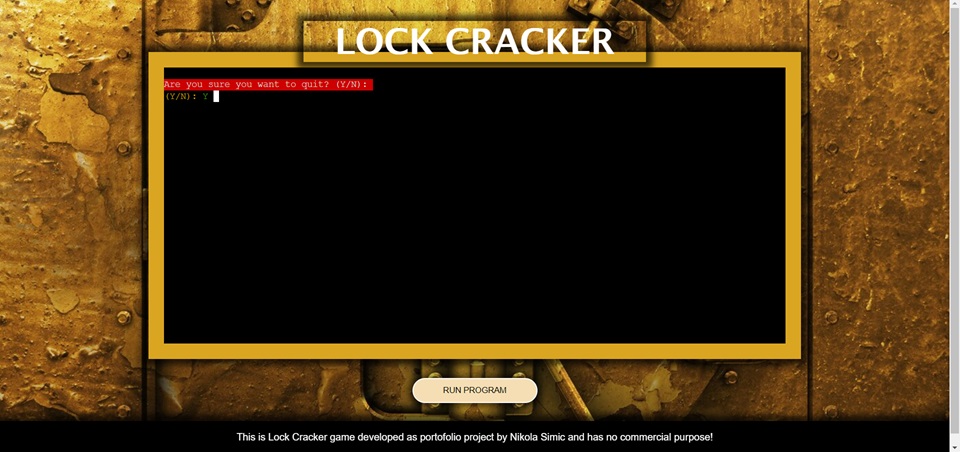 LOCK CRACKER
Are you sure you want to quit? (Y/N):
(Y/N): Y
RUN PROGRAM
This is Lock Cracker game developed as portofolio project by Nikola Simic and has no commercial purpose!